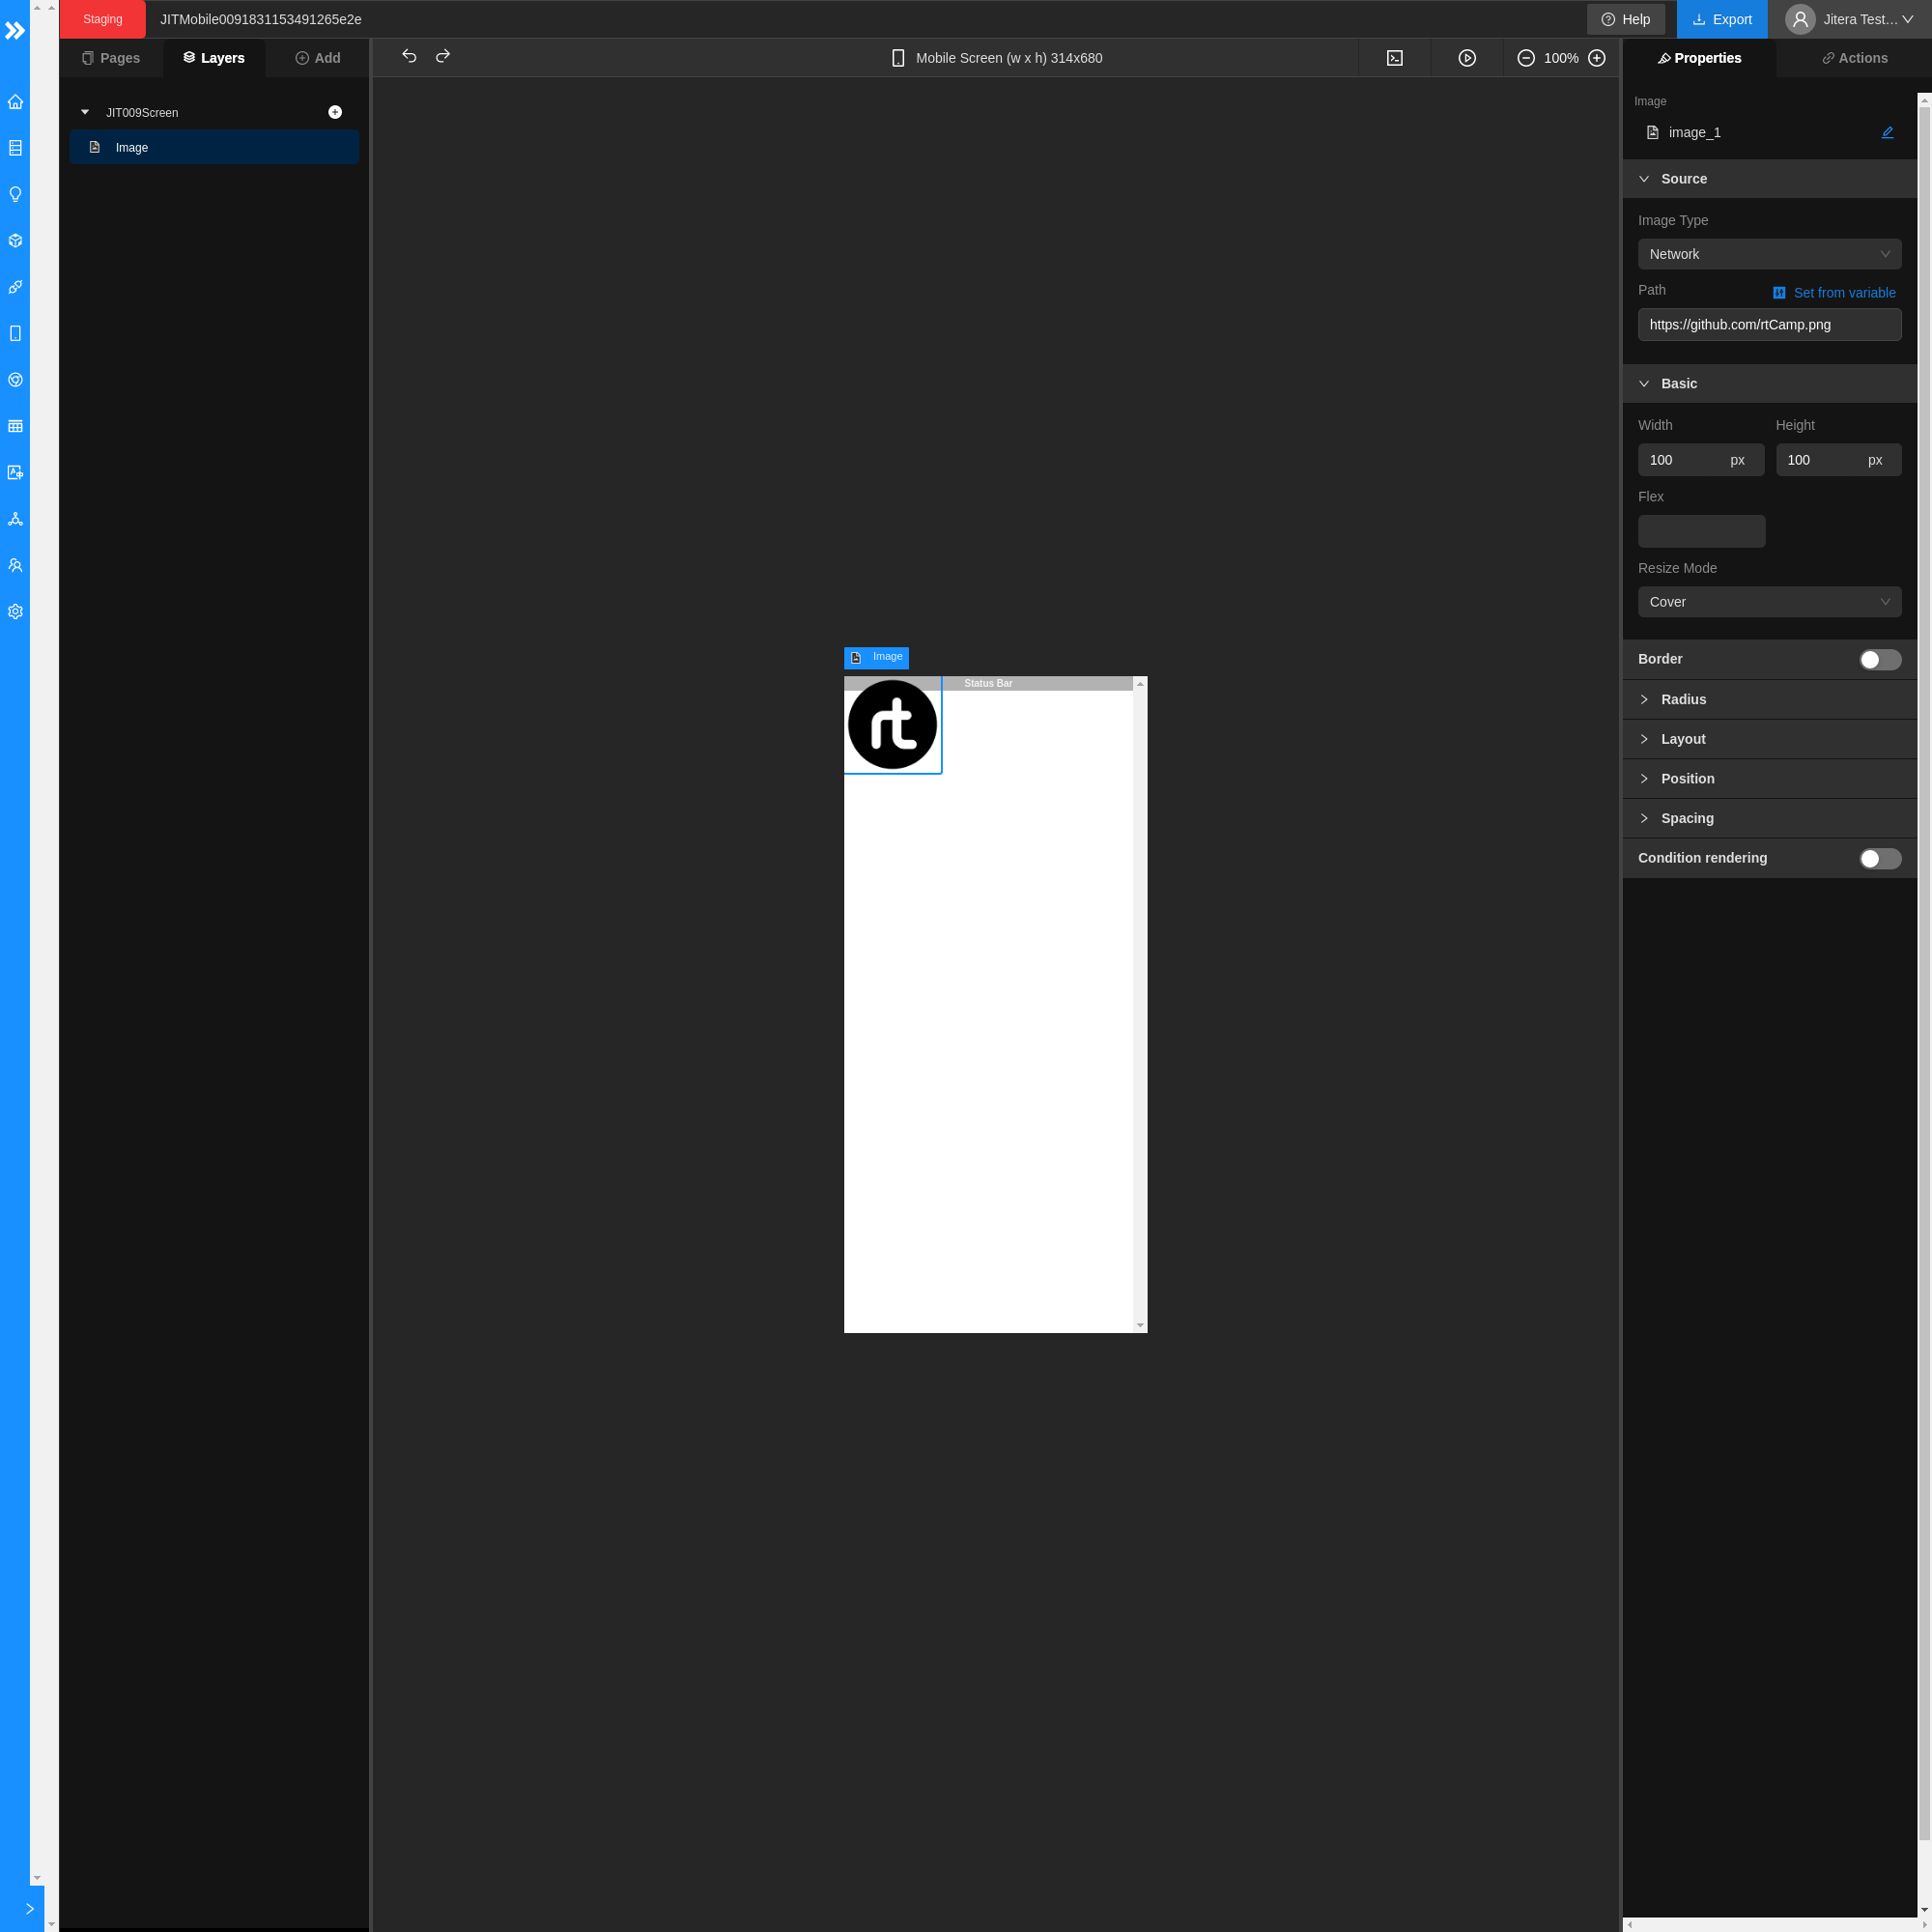 Staging
JITMobile0091831153491265e2e
Help
Export
Jitera Test...
Pages
Layers
Add
Mobile Screen (w x h) 314x680
100%
Properties
Actions
JIT009Screen
Image
Image
image_1
Source
Image Type
Network
Path
Set from variable
https://github.com/rtCamp.png
Basic
Width
Height
100 px
100 px
Flex
Resize Mode
Cover
Border
Radius
Layout
Position
Spacing
Condition rendering
Image
Status Bar
rt